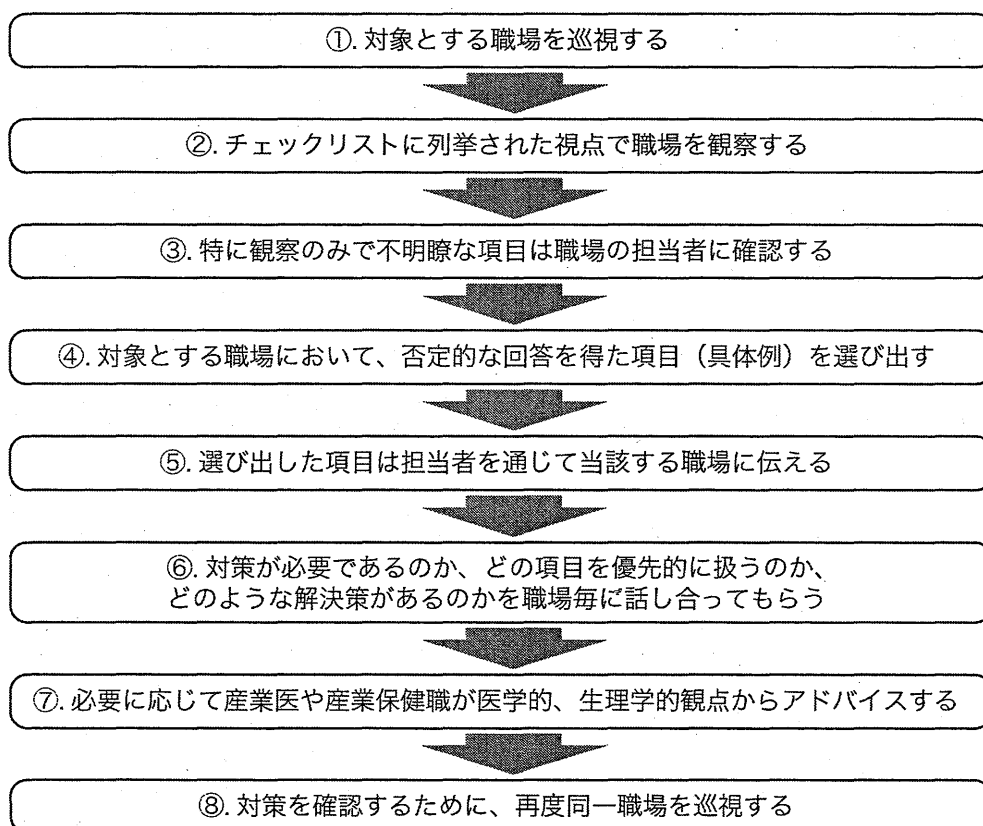 ①. 対象とする職場を巡視する
②. チェックリストに列挙された視点で職場を観察する
③. 特に観察のみで不明瞭な項目は職場の担当者に確認する
④. 対象とする職場において、否定的な回答を得た項目（具体例）を選び出す
⑤. 選び出した項目は担当者を通じて当該する職場に伝える
⑥. 対策が必要であるのか、どの項目を優先的に扱うのか、
どのような解決策があるのかを職場毎に話し合ってもらう
⑦. 必要に応じて産業医や産業保健職が医学的、生理学的観点からアドバイスする
⑧. 対策を確認するために、再度同一職場を巡視する